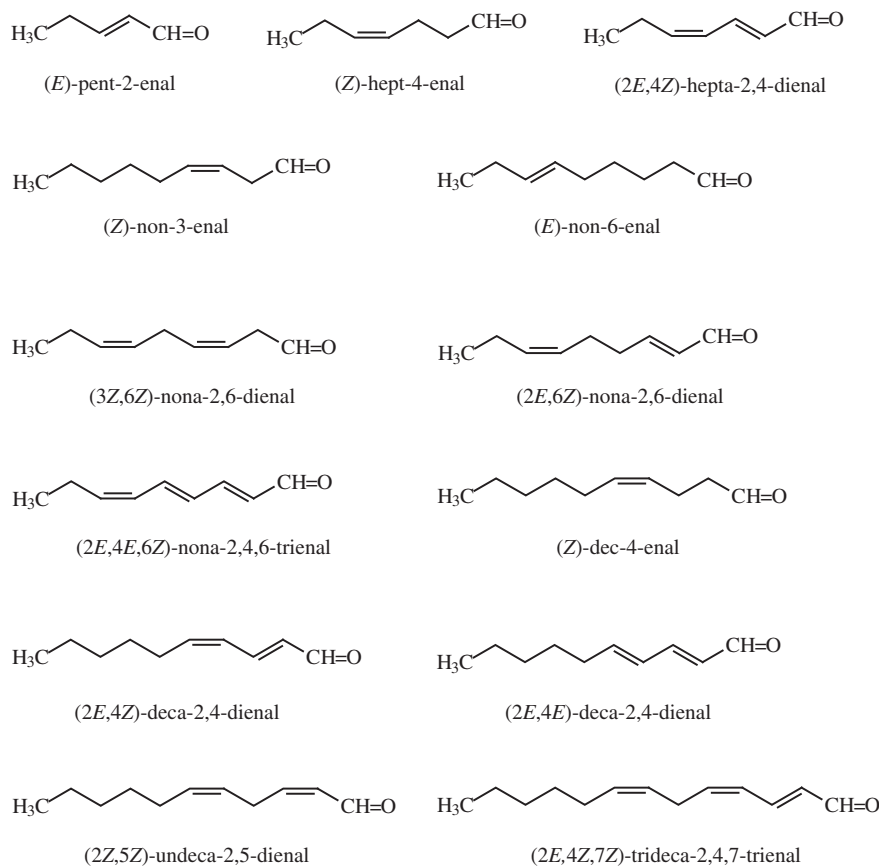 H₃C CH=O H₃C CH=O H₃C CH=O
(E)-pent-2-enal (Z)-hept-4-enal (2E,4Z)-hepta-2,4-dienal
H₃C CH=O H₃C CH=O
(Z)-non-3-enal (E)-non-6-enal
H₃C CH=O H₃C CH=O
(3Z,6Z)-nona-2,6-dienal (2E,6Z)-nona-2,6-dienal
H₃C CH=O H₃C CH=O
(2E,4E,6Z)-nona-2,4,6-trienal (Z)-dec-4-enal
H₃C CH=O H₃C CH=O
(2E,4Z)-deca-2,4-dienal (2E,4E)-deca-2,4-dienal
H₃C CH=O H₃C CH=O
(2Z,5Z)-undeca-2,5-dienal (2E,4Z,7Z)-trideca-2,4,7-trienal